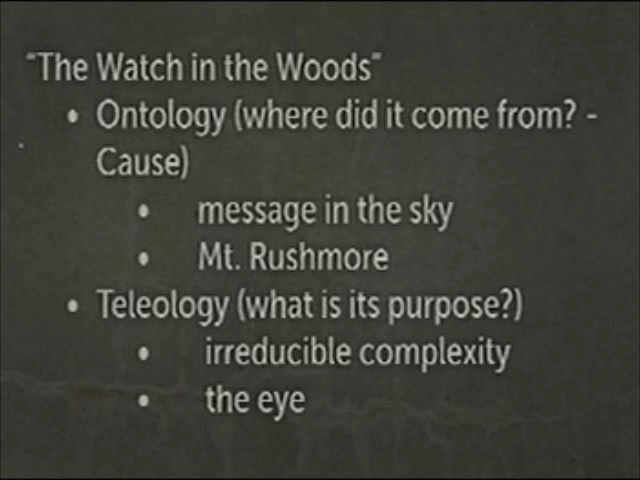 "The Watch in the Woods"
• Ontology (where did it come from? -
Cause)
• message in the sky
• Mt. Rushmore
• Teleology (what is its purpose?)
• irreducible complexity
• the eye